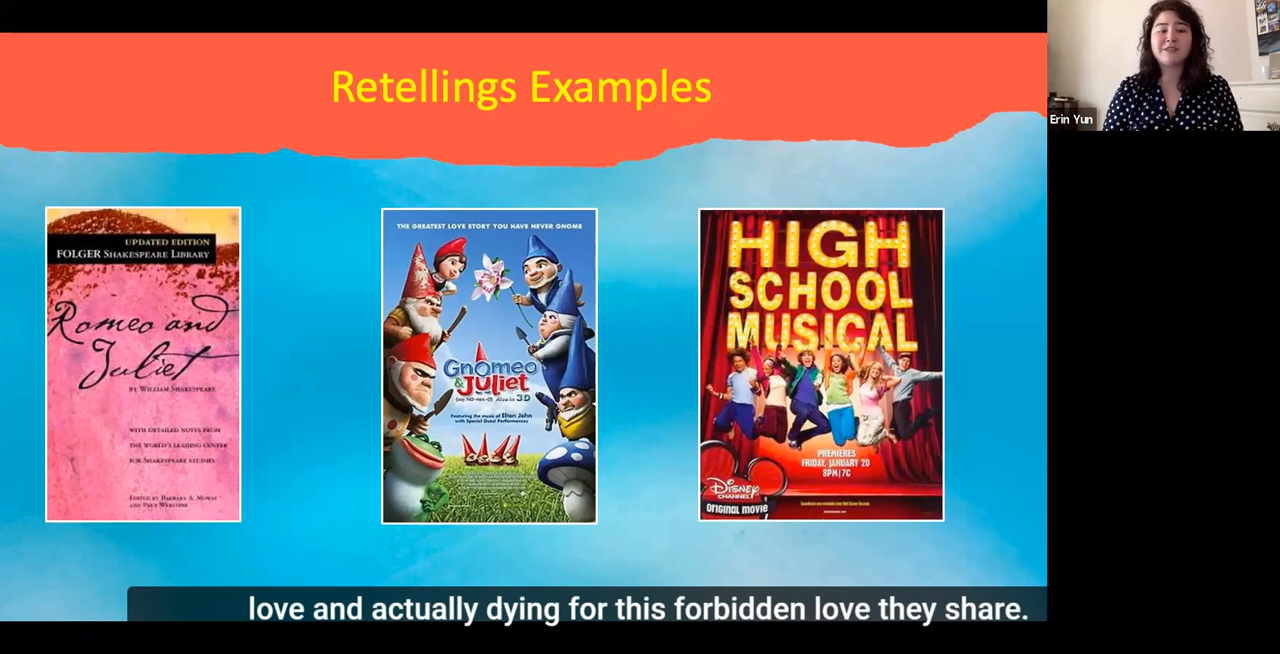 Retellings Examples
Erin Yun
UPDATED EDITION
FOLGER SHAKESPEARE LIBRARY
Romeo and
Juliet
BY WILLIAM SHAKESPEARE
WITH DETAILED NOTES FROM
THE WORLD'S LEADING CENTER
FOR SHAKESPEARE STUDIES
EDITED BY BARBARA A. MOWAT
AND PAUL WERSTINE
THE GREATEST LOVE STORY YOU HAVE NEVER GNOME
Gnomeo
& Juliet
Also in 3D
Featuring the music of Elton John
with Special Guest Performances
HIGH
SCHOOL
MUSICAL
PREMIERES
FRIDAY, JANUARY 20
8PM|7C
Disney
CHANNEL
ORIGINAL MOVIE
love and actually dying for this forbidden love they share.